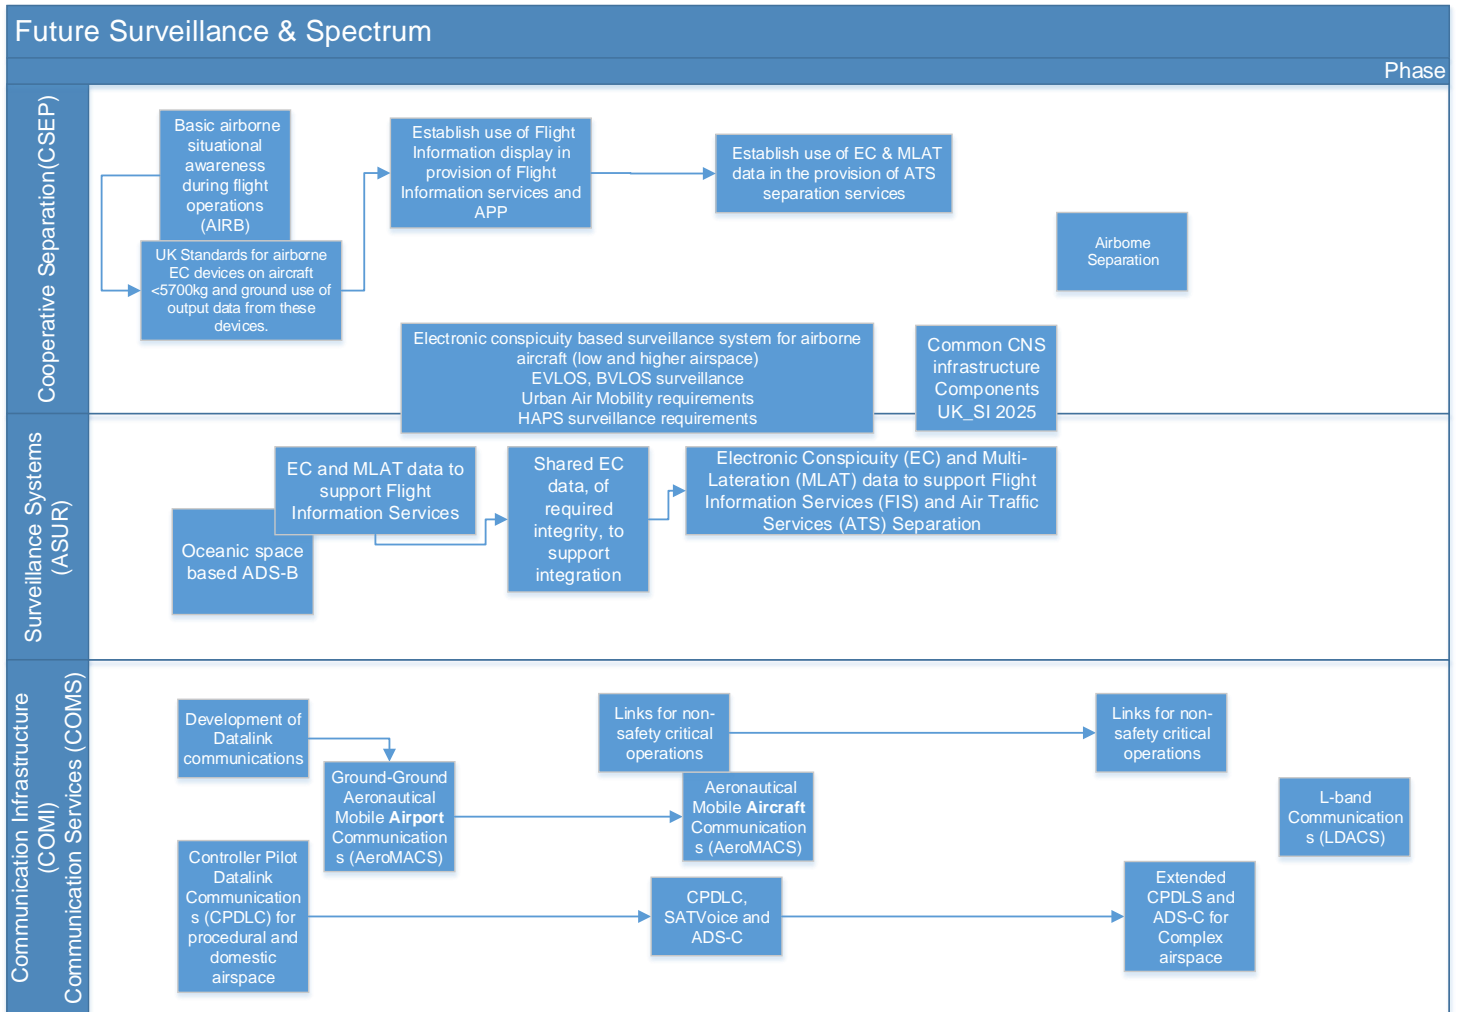 Future Surveillance & Spectrum
Phase
Cooperative Separation(CSEP)
Basic airborne
situational
awareness
during flight
operations
(AIRB)
UK Standards for airborne
EC devices on aircraft
<5700kg and ground use of
output data from these
devices.
Establish use of Flight
Information display in
provision of Flight
Information services and
APP
Establish use of EC & MLAT
data in the provision of ATS
separation services
Airborne
Separation
Electronic conspicuity based surveillance system for airborne
aircraft (low and higher airspace)
EVLOS, BVLOS surveillance
Urban Air Mobility requirements
HAPS surveillance requirements
Common CNS
infrastructure
Components
UK_SI 2025
Surveillance Systems
(ASUR)
EC and MLAT data to
support Flight
Information Services
Oceanic space
based ADS-B
Shared EC
data, of
required
integrity, to
support
integration
Electronic Conspicuity (EC) and Multi-
Lateration (MLAT) data to support Flight
Information Services (FIS) and Air Traffic
Services (ATS) Separation
Communication Infrastructure
(COMI)
Communication Services (COMS)
Development of
Datalink
communications
Ground-Ground
Aeronautical
Mobile Airport
Communication
s (AeroMACS)
Links for non-
safety critical
operations
Aeronautical
Mobile Aircraft
Communication
s (AeroMACS)
Links for non-
safety critical
operations
L-band
Communication
s (LDACS)
Controller Pilot
Datalink
Communication
s (CPDLC) for
procedural and
domestic
airspace
CPDLC,
SATVoice and
ADS-C
Extended
CPDLS and
ADS-C for
Complex
airspace